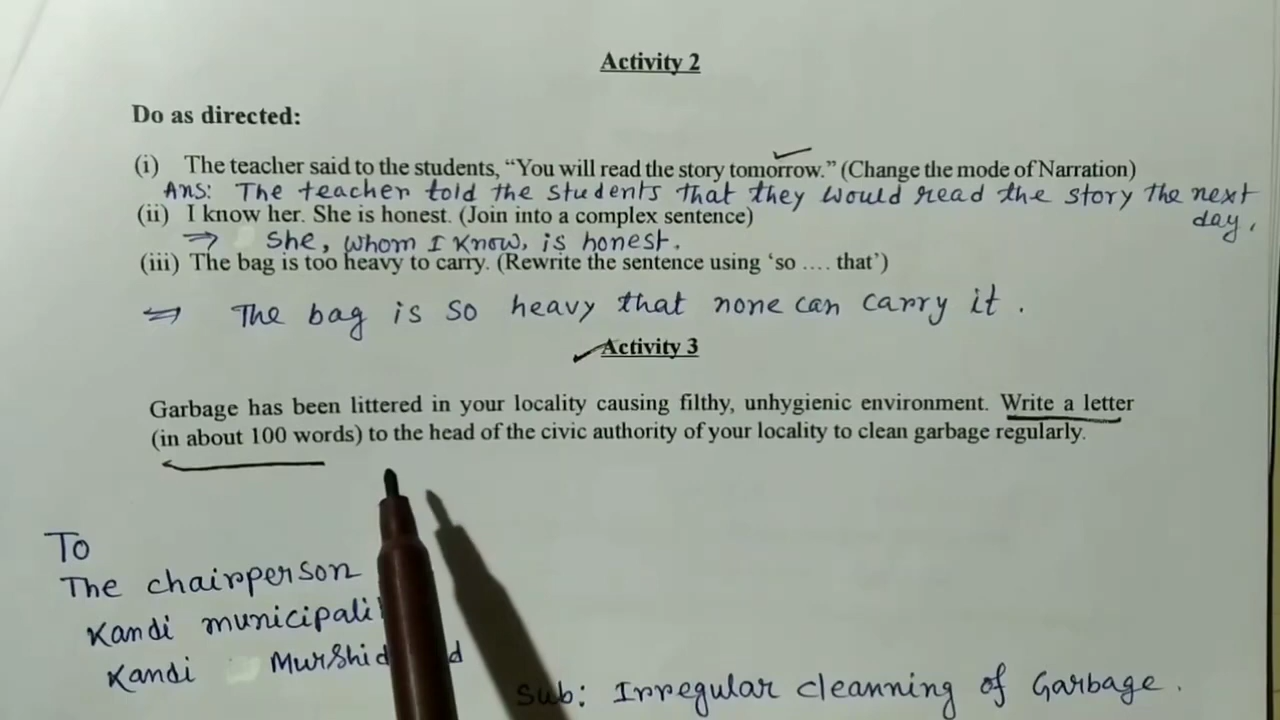 Activity 2
Do as directed:
(i) The teacher said to the students, “You will read the story tomorrow.” (Change the mode of Narration)
Ans: The teacher told the students that they would read the story the next
day.
(ii) I know her. She is honest. (Join into a complex sentence)
⇒ She, whom I know, is honest.
(iii) The bag is too heavy to carry. (Rewrite the sentence using ‘so .... that’)
⇒ The bag is so heavy that none can carry it.
Activity 3
Garbage has been littered in your locality causing filthy, unhygienic environment. Write a letter
(in about 100 words) to the head of the civic authority of your locality to clean garbage regularly.
To
The chairperson
Kandi
Kandi
Sub: Irregular cleanning of Garbage.